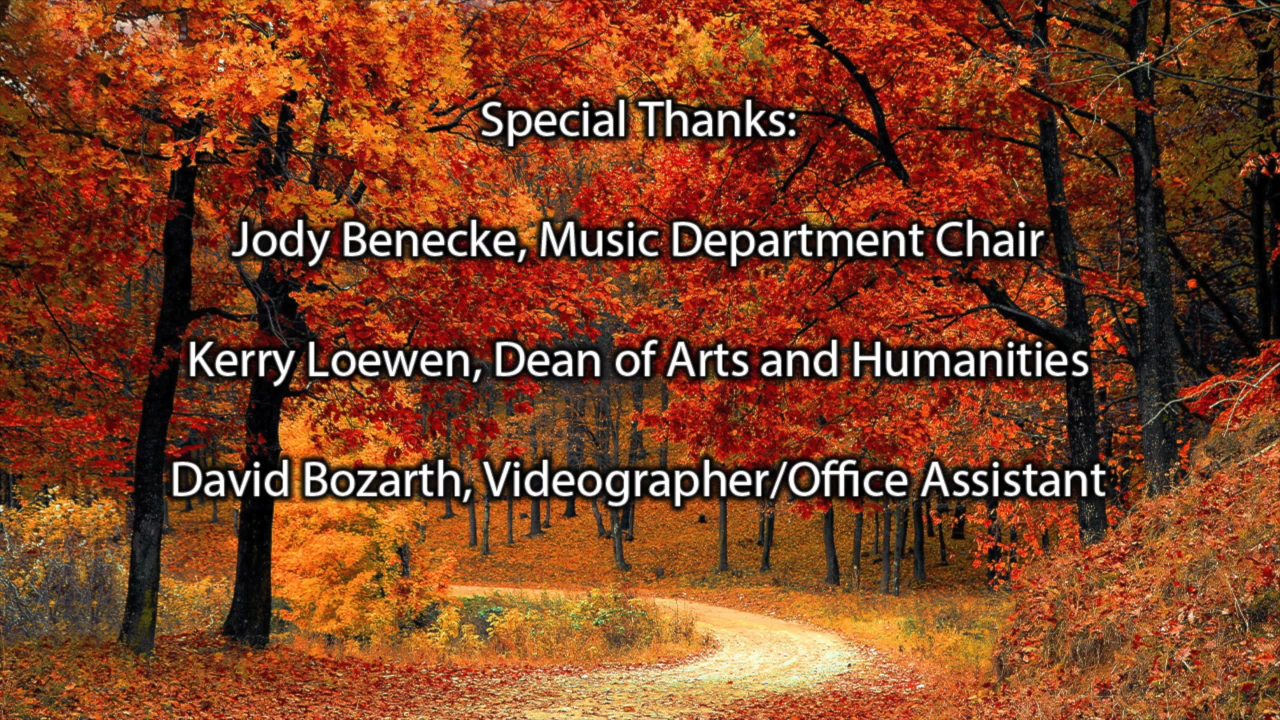 Special Thanks:
Jody Benecke, Music Department Chair
Kerry Loewen, Dean of Arts and Humanities
David Bozarth, Videographer/Office Assistant